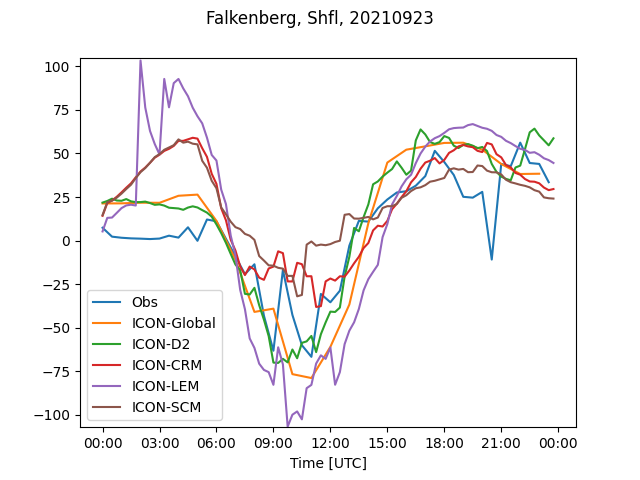 Falkenberg, Shfl, 20210923
100
75
50
25
0
−25
−50
−75
−100
Obs
ICON-Global
ICON-D2
ICON-CRM
ICON-LEM
ICON-SCM
00:00 03:00 06:00 09:00 12:00 15:00 18:00 21:00 00:00
Time [UTC]